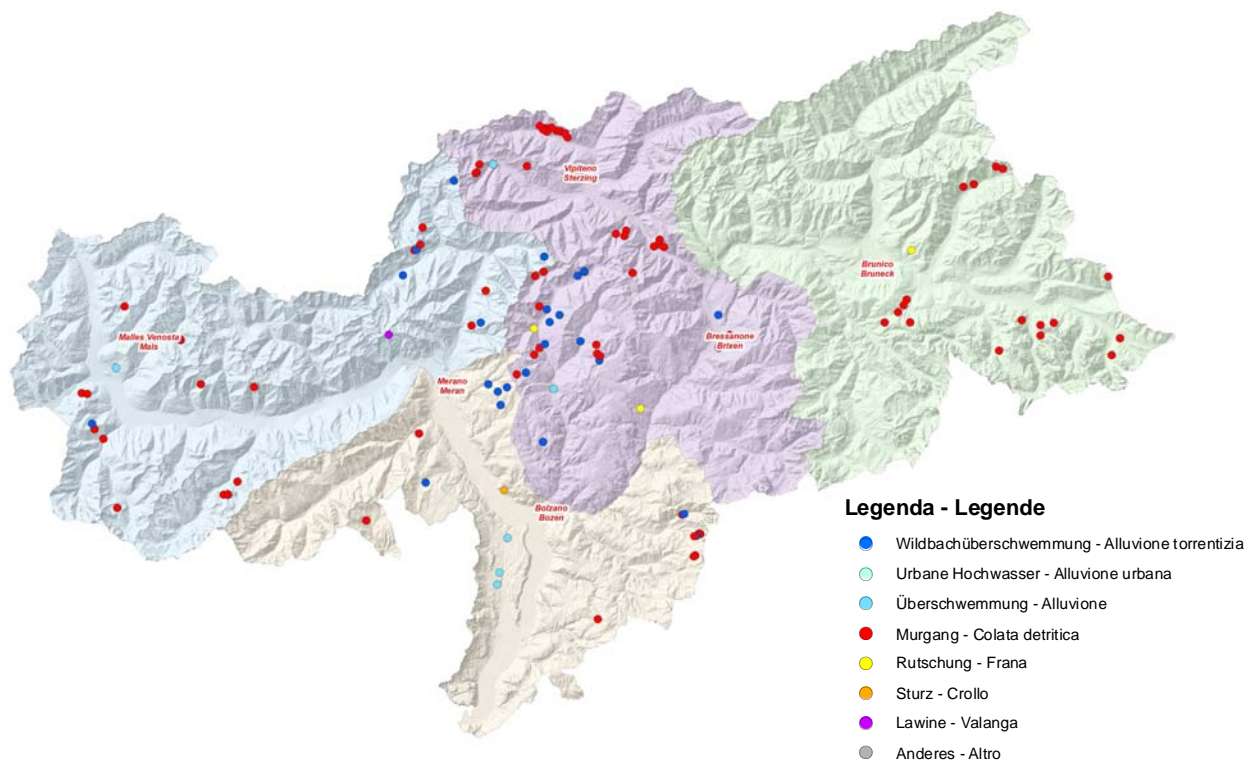 Vipiteno
Sterzing
Brunico
Bruneck
Malles Venosta
Mals
Bressanone
Brixen
Merano
Meran
Bolzano
Bozen
Legenda - Legende
Wildbachüberschwemmung - Alluvione torrentizia
Urbane Hochwasser - Alluvione urbana
Überschwemmung - Alluvione
Murgang - Colata detritica
Rutschung - Frana
Sturz - Crollo
Lawine - Valanga
Anderes - Altro